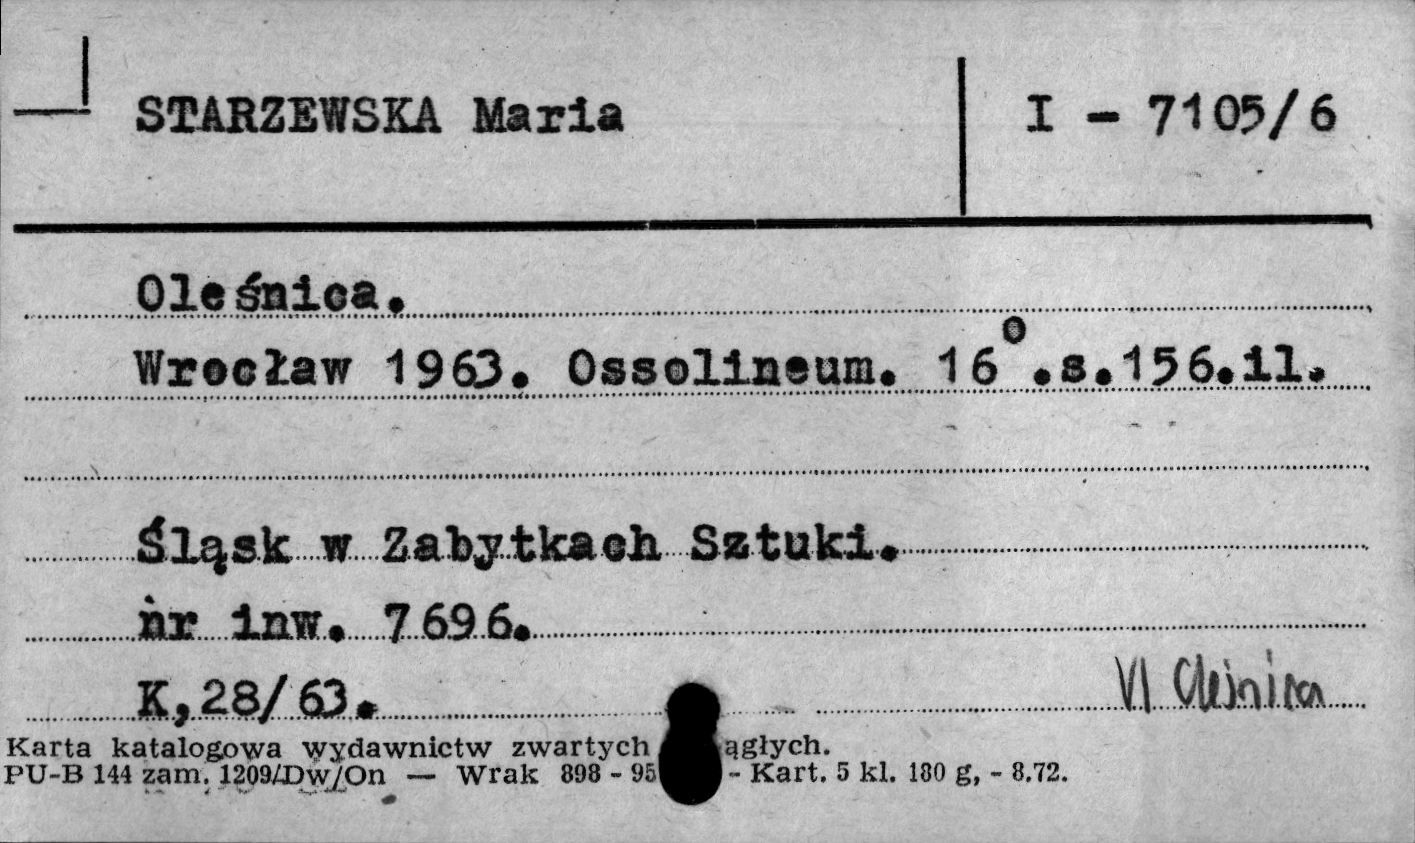 STARZEWSKA Maria
I - 7105/6
Oleśnica.
Wrocław 1963. Ossolineum. 16°.s.156.il.
Śląsk w Zabytkach Sztuki.
nr inw. 7696.
K,28/63.
VI Oleśnica
Karta katalogowa wydawnictw zwartych ągłych.
PU-B 144 zam. 1209/Dw/On — Wrak 898 - 95 - Kart. 5 kl. 180 g, - 8.72.